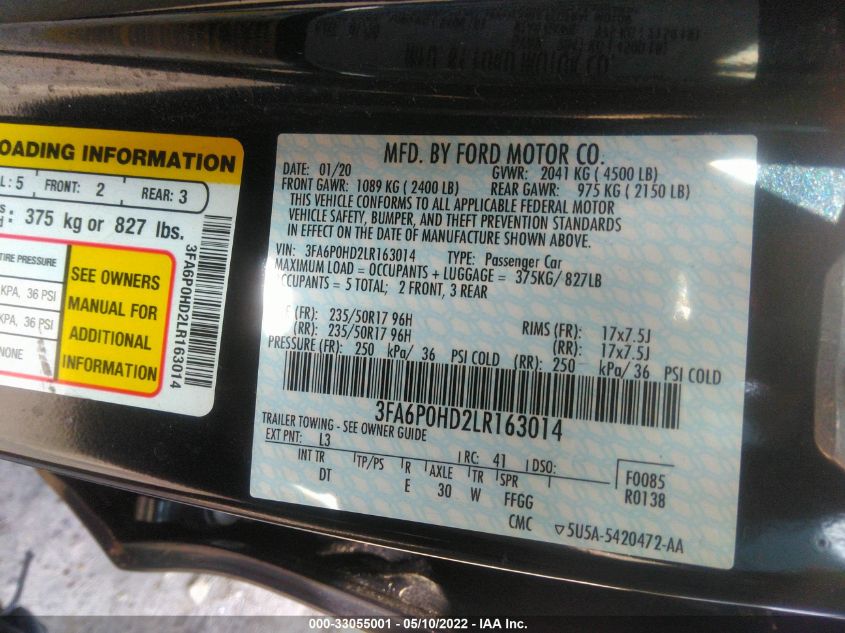 OADING INFORMATION
L: 5 FRONT: 2 REAR: 3
: 375 kg or 827 lbs.
TIRE PRESSURE
KPA, 36 PSI
KPA, 36 PSI
NONE
SEE OWNERS
MANUAL FOR
ADDITIONAL
INFORMATION
3FA6P0HD2LR163014
MFD. BY FORD MOTOR CO.
DATE: 01/20 GVWR: 2041 KG ( 4500 LB)
FRONT GAWR: 1089 KG ( 2400 LB) REAR GAWR: 975 KG ( 2150 LB)
THIS VEHICLE CONFORMS TO ALL APPLICABLE FEDERAL MOTOR
VEHICLE SAFETY, BUMPER, AND THEFT PREVENTION STANDARDS
IN EFFECT ON THE DATE OF MANUFACTURE SHOWN ABOVE.
VIN: 3FA6P0HD2LR163014 TYPE: Passenger Car
MAXIMUM LOAD = OCCUPANTS + LUGGAGE = 375KG/ 827LB
OCCUPANTS = 5 TOTAL; 2 FRONT, 3 REAR
(FR): 235/50R17 96H RIMS (FR): 17x7.5J
(RR): 235/50R17 96H (RR): 17x7.5J
PRESSURE (FR): 250 kPa/ 36 PSI COLD (RR): 250 kPa/ 36 PSI COLD
3FA6P0HD2LR163014
TRAILER TOWING - SEE OWNER GUIDE
EXT PNT: L3 RC: 41 DSO:
INT TR TP/PS R AXLE TR SPR F0085
DT E 30 W FFGG R0138
CMC ▽5U5A-5420472-AA
000-33055001 - 05/10/2022 - IAA Inc.